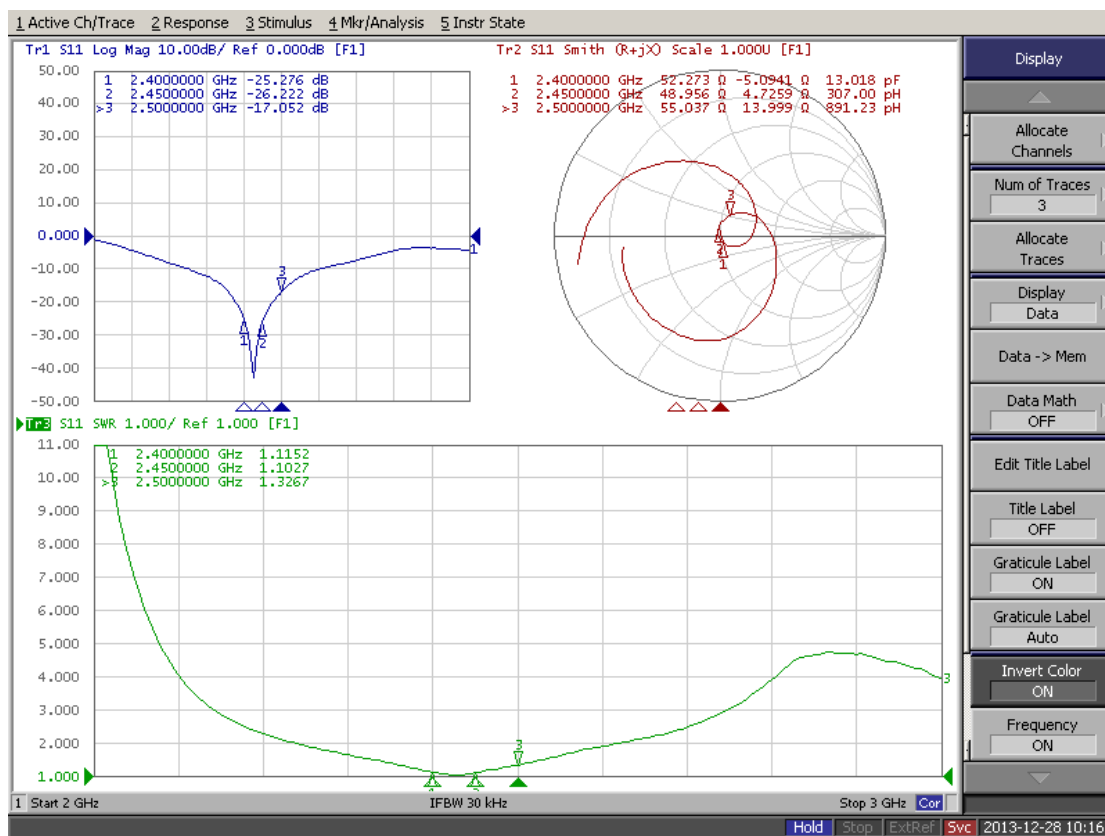 1 Active Ch/Trace 2 Response 3 Stimulus 4 Mkr/Analysis 5 Instr State
Tr1 S11 Log Mag 10.00dB/ Ref 0.000dB [F1]
50.00
40.00
30.00
20.00
10.00
0.000
-10.00
-20.00
-30.00
-40.00
-50.00
1 2.4000000 GHz -25.276 dB
2 2.4500000 GHz -26.222 dB
>3 2.5000000 GHz -17.052 dB
3
1
2
1
Tr2 S11 Smith (R+jX) Scale 1.000U [F1]
1 2.4000000 GHz 52.273 Ω -5.0941 Ω 13.018 pF
2 2.4500000 GHz 48.956 Ω 4.7259 Ω 307.00 pH
>3 2.5000000 GHz 55.037 Ω 13.999 Ω 891.23 pH
3
2
1
Tr3 S11 SWR 1.000/ Ref 1.000 [F1]
11.00
10.00
9.000
8.000
7.000
6.000
5.000
4.000
3.000
2.000
1.000
1 2.4000000 GHz 1.1152
2 2.4500000 GHz 1.1027
>3 2.5000000 GHz 1.3267
3
3
1 Start 2 GHz IFBW 30 kHz Stop 3 GHz Cor
Display
Allocate
Channels
Num of Traces
3
Allocate
Traces
Display
Data
Data -> Mem
Data Math
OFF
Edit Title Label
Title Label
OFF
Graticule Label
ON
Graticule Label
Auto
Invert Color
ON
Frequency
ON
Hold Stop ExtRef Svc 2013-12-28 10:16